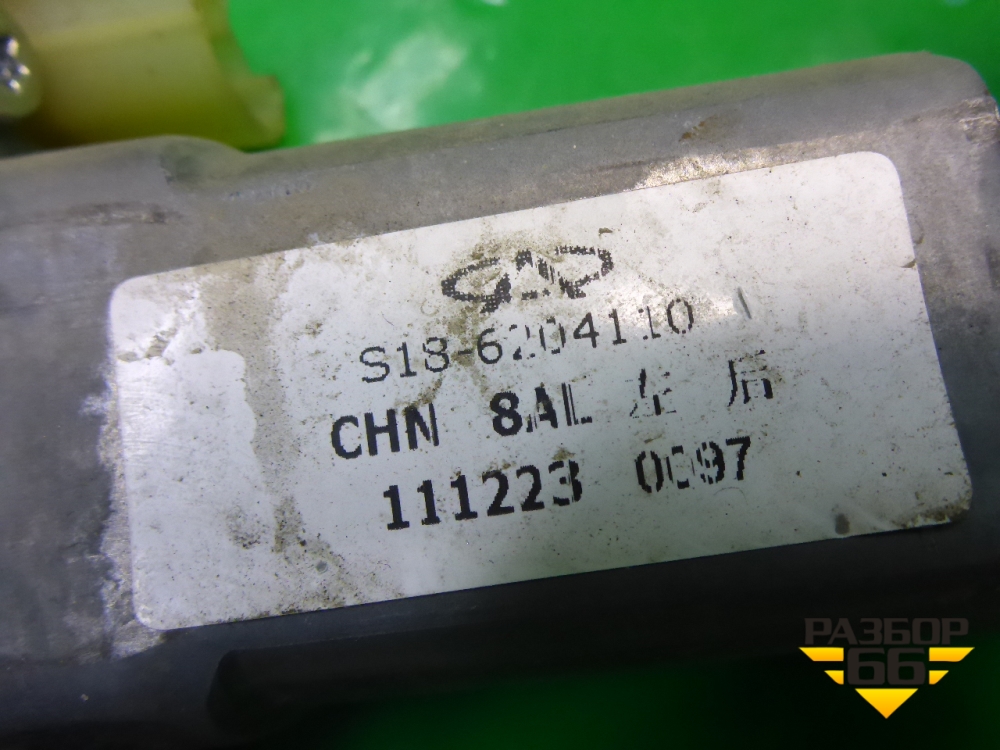 S18-6204110
CHN 8AL 左 后
111223 0097
РАЗБОР
66